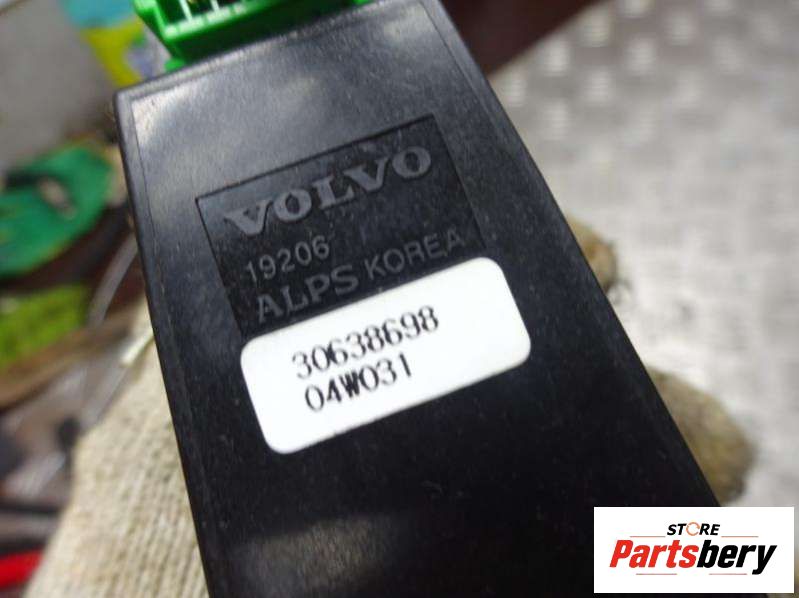 VOLVO
19206
ALPS KOREA
30638698
04W031
STORE
Partsbery